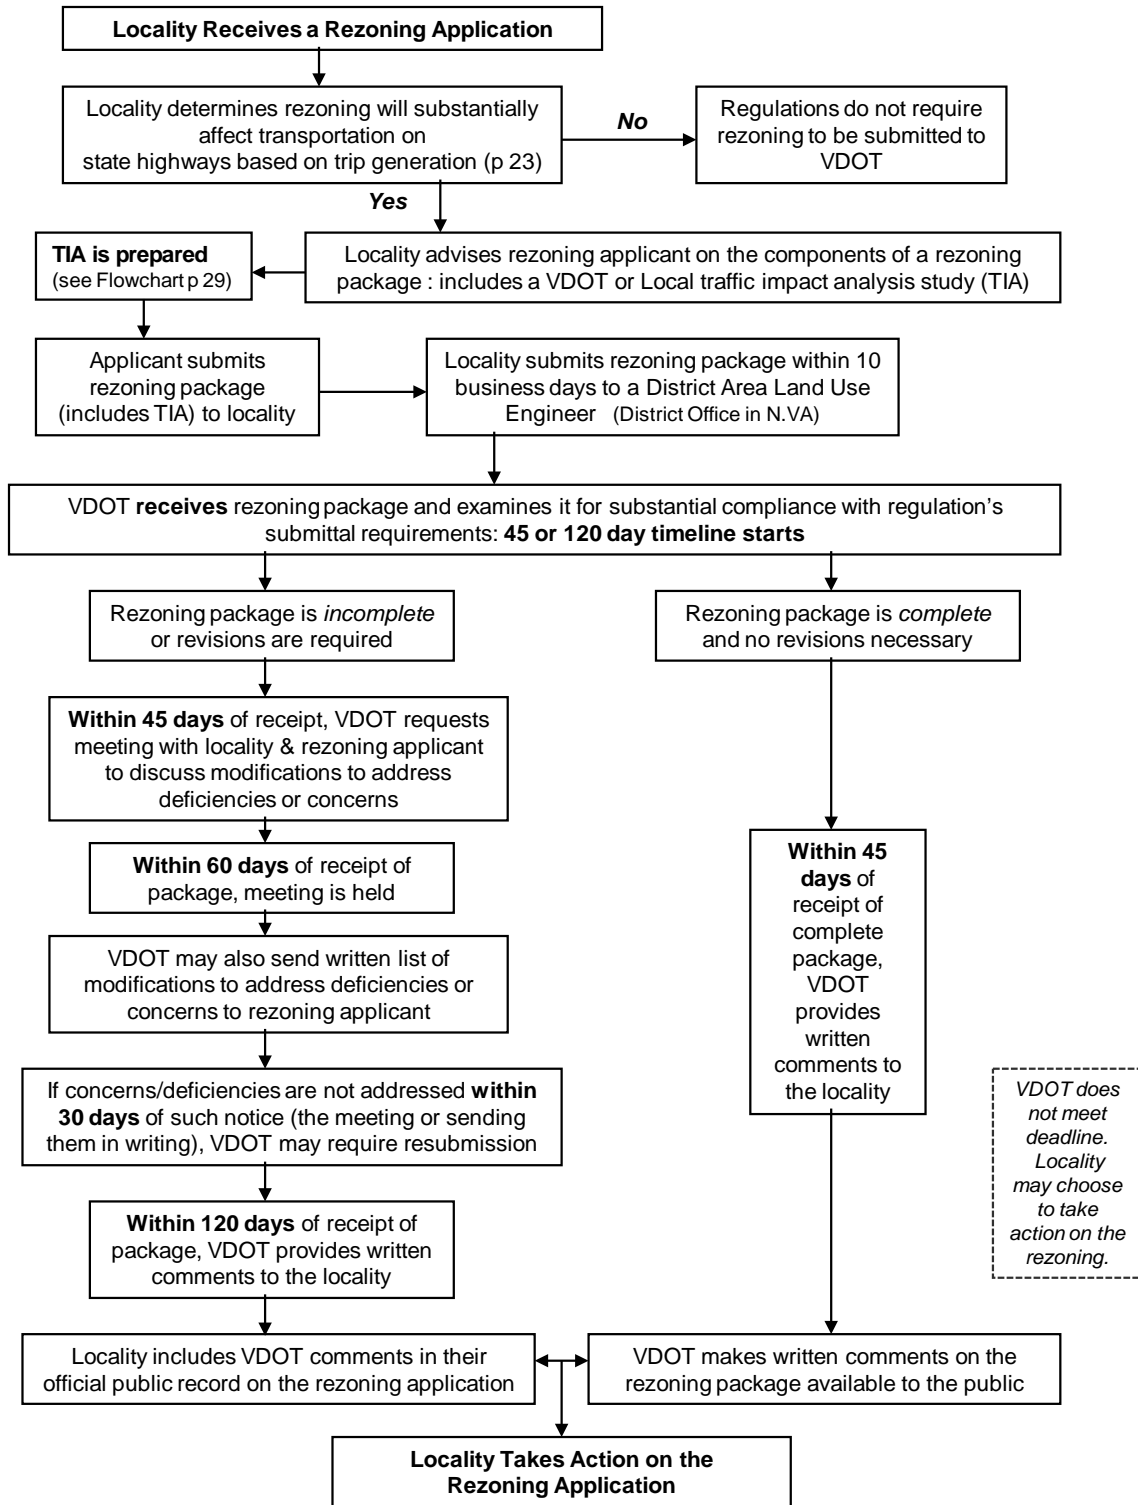 Locality Receives a Rezoning Application
Locality determines rezoning will substantially
affect transportation on
state highways based on trip generation (p 23)
No
Regulations do not require
rezoning to be submitted to
VDOT
Yes
TIA is prepared
(see Flowchart p 29)
Locality advises rezoning applicant on the components of a rezoning
package : includes a VDOT or Local traffic impact analysis study (TIA)
Applicant submits
rezoning package
(includes TIA) to locality
Locality submits rezoning package within 10
business days to a District Area Land Use
Engineer (District Office in N.VA)
VDOT receives rezoning package and examines it for substantial compliance with regulation's
submittal requirements: 45 or 120 day timeline starts
Rezoning package is incomplete
or revisions are required
Rezoning package is complete
and no revisions necessary
Within 45 days of receipt, VDOT requests
meeting with locality & rezoning applicant
to discuss modifications to address
deficiencies or concerns
Within 60 days of receipt of
package, meeting is held
VDOT may also send written list of
modifications to address deficiencies or
concerns to rezoning applicant
If concerns/deficiencies are not addressed within
30 days of such notice (the meeting or sending
them in writing), VDOT may require resubmission
Within 120 days of receipt of
package, VDOT provides written
comments to the locality
Within 45
days of
receipt of
complete
package,
VDOT
provides
written
comments to
the locality
VDOT does
not meet
deadline.
Locality
may choose
to take
action on the
rezoning.
Locality includes VDOT comments in their
official public record on the rezoning application
VDOT makes written comments on the
rezoning package available to the public
Locality Takes Action on the
Rezoning Application